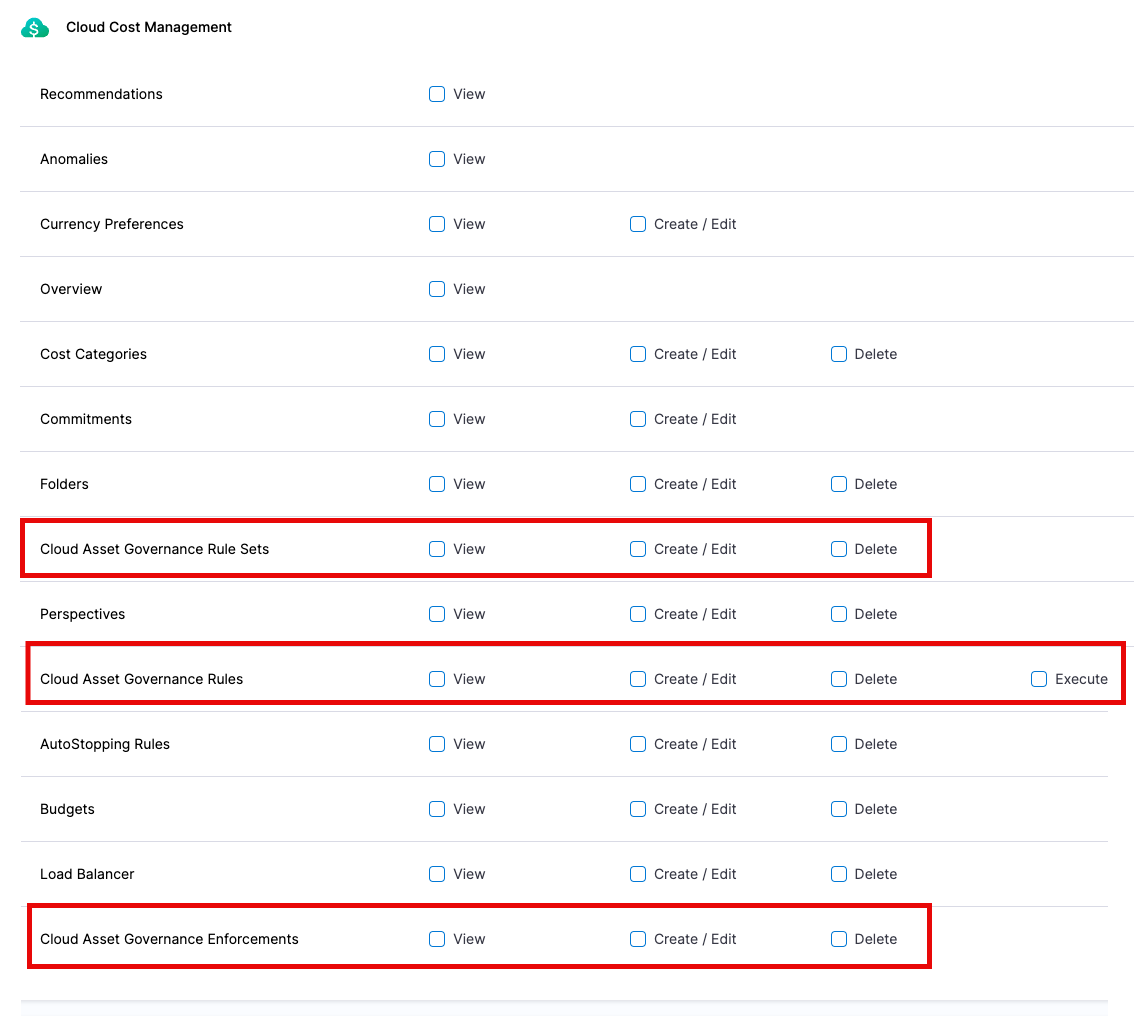 $
Cloud Cost Management
Recommendations View
Anomalies View
Currency Preferences View Create / Edit
Overview View
Cost Categories View Create / Edit Delete
Commitments View Create / Edit
Folders View Create / Edit Delete
Cloud Asset Governance Rule Sets View Create / Edit Delete
Perspectives View Create / Edit Delete
Cloud Asset Governance Rules View Create / Edit Delete Execute
AutoStopping Rules View Create / Edit Delete
Budgets View Create / Edit Delete
Load Balancer View Create / Edit Delete
Cloud Asset Governance Enforcements View Create / Edit Delete